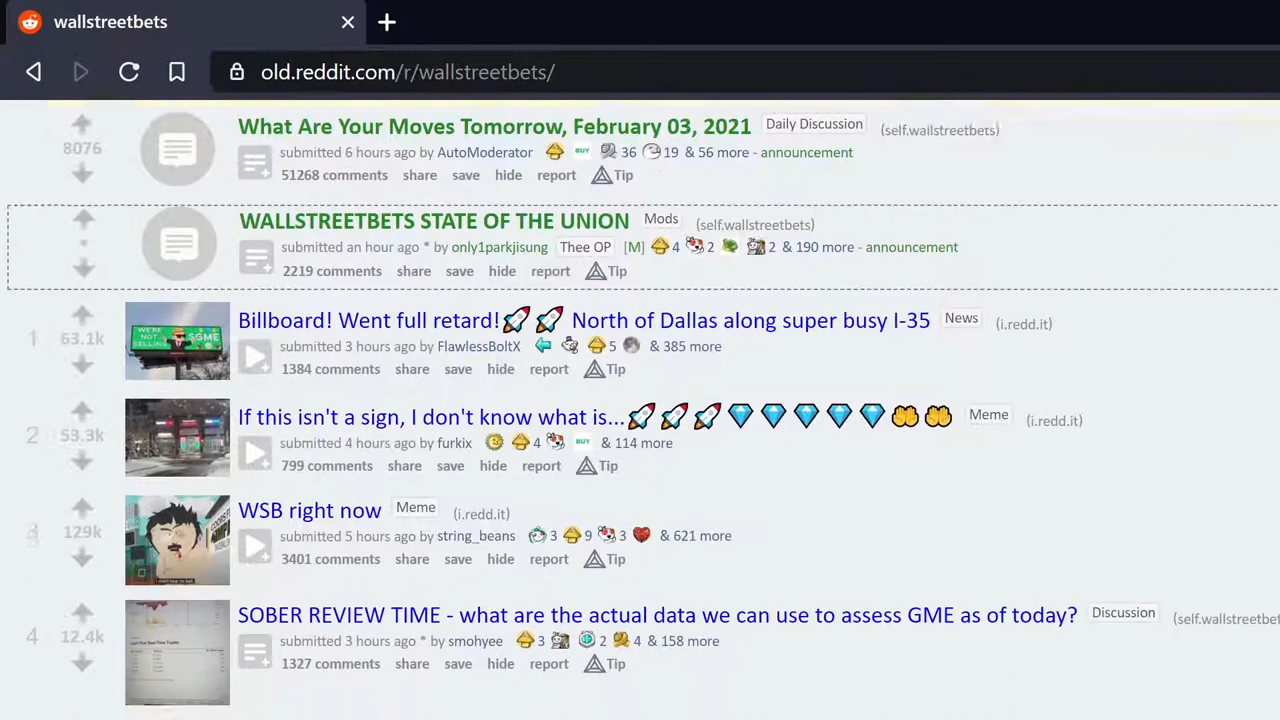 wallstreetbets
old.reddit.com/r/wallstreetbets/
8076
What Are Your Moves Tomorrow, February 03, 2021 Daily Discussion (self.wallstreetbets)
submitted 6 hours ago by AutoModerator BUY 36 19 & 56 more - announcement
51268 comments share save hide report Tip
WALLSTREETBETS STATE OF THE UNION Mods (self.wallstreetbets)
submitted an hour ago * by only1parkjisung Thee OP [M] 4 2 2 & 190 more - announcement
2219 comments share save hide report Tip
1 63.1k
WE'RE NOT SELLING $GME
Billboard! Went full retard!🚀 🚀 North of Dallas along super busy I-35 News (i.redd.it)
submitted 3 hours ago by FlawlessBoltX 5 & 385 more
1384 comments share save hide report Tip
2 53.3k
If this isn't a sign, I don't know what is...🚀🚀🚀💎💎💎💎💎🤲🤲 Meme (i.redd.it)
submitted 4 hours ago by furkix 4 BUY & 114 more
799 comments share save hide report Tip
3 129k
WSB right now Meme (i.redd.it)
submitted 5 hours ago by string_beans 3 9 3 & 621 more
3401 comments share save hide report Tip
4 12.4k
SOBER REVIEW TIME - what are the actual data we can use to assess GME as of today? Discussion (self.wallstreetbet
submitted 3 hours ago * by smohyee 3 2 4 & 158 more
1327 comments share save hide report Tip